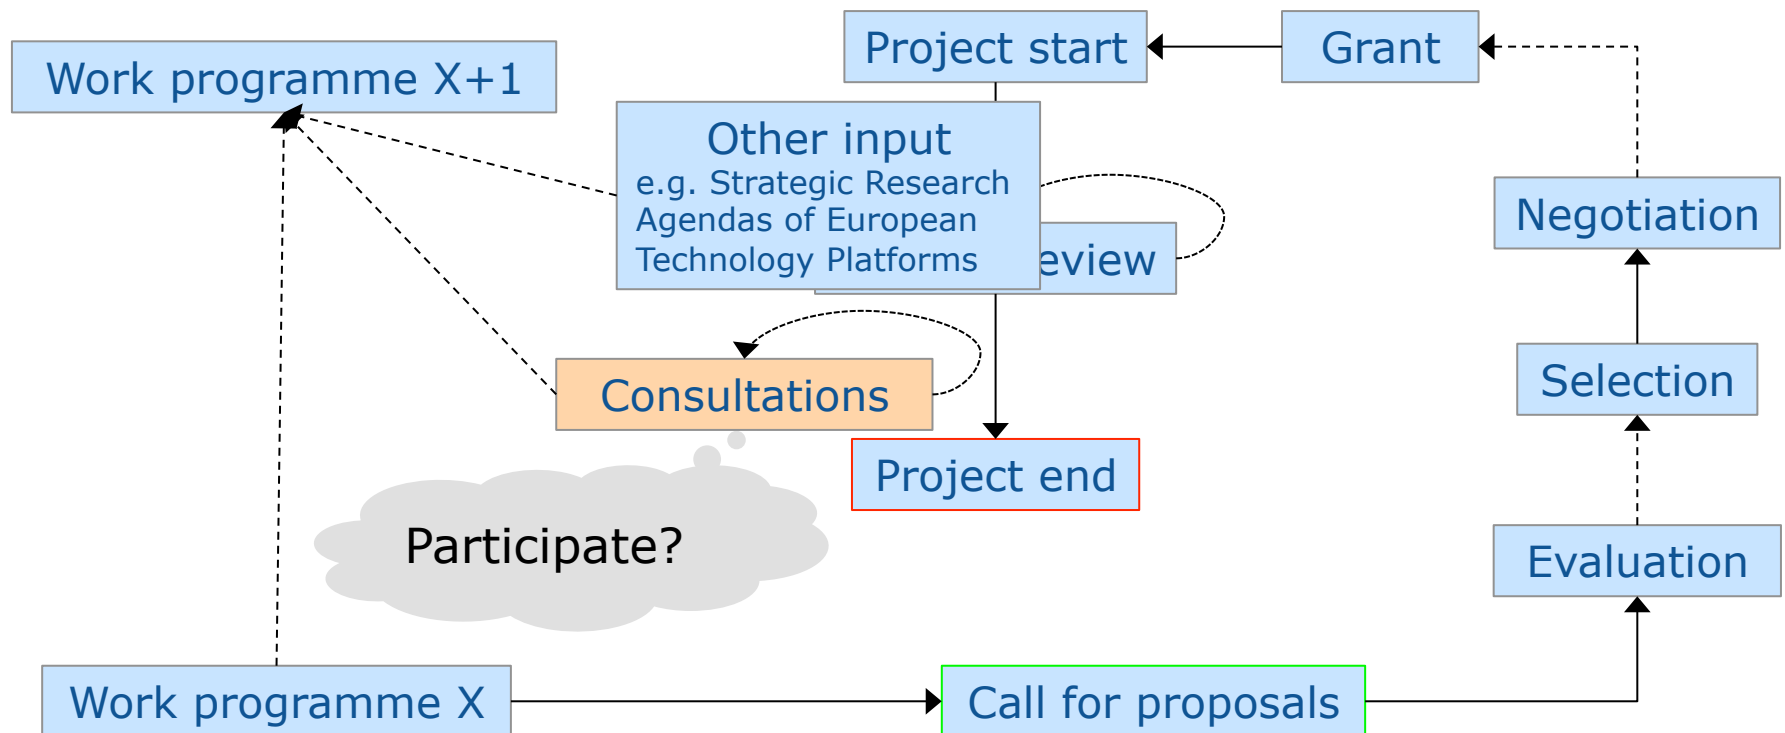 Project start
Grant
Work programme X+1
Other input
e.g. Strategic Research
Agendas of European
Technology Platforms
eview
Negotiation
Consultations
Selection
Project end
Participate?
Evaluation
Work programme X
Call for proposals